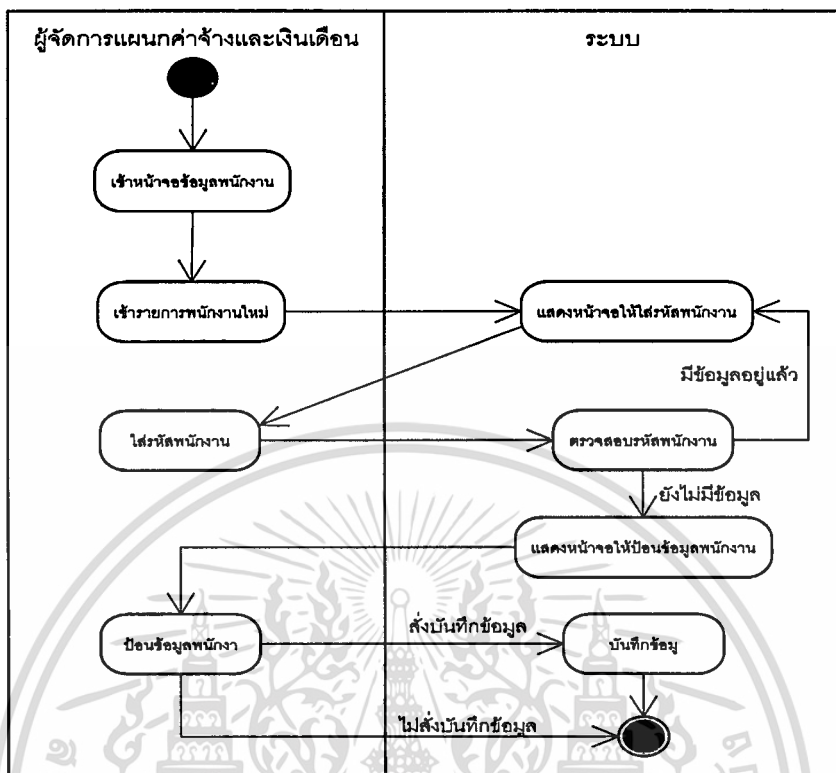 ผู้จัดการแผนกค่าจ้างและเงินเดือน
ระบบ
เข้าหน้าจอข้อมูลพนักงาน
เข้ารายการพนักงานใหม่
แสดงหน้าจอให้ใส่รหัสพนักงาน
มีข้อมูลอยู่แล้ว
ใส่รหัสพนักงาน
ตรวจสอบรหัสพนักงาน
ยังไม่มีข้อมูล
แสดงหน้าจอให้ป้อนข้อมูลพนักงาน
ป้อนข้อมูลพนักงา
สั่งบันทึกข้อมูล
บันทึกข้อมู
ไม่สั่งบันทึกข้อมูล